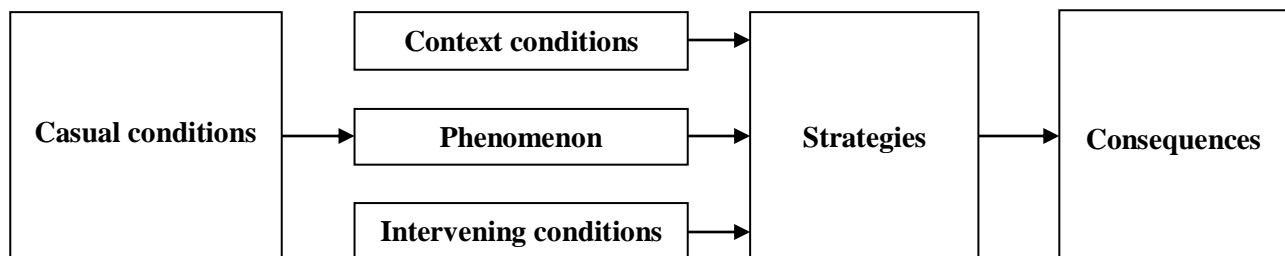 Casual conditions
Context conditions
Phenomenon
Intervening conditions
Strategies
Consequences